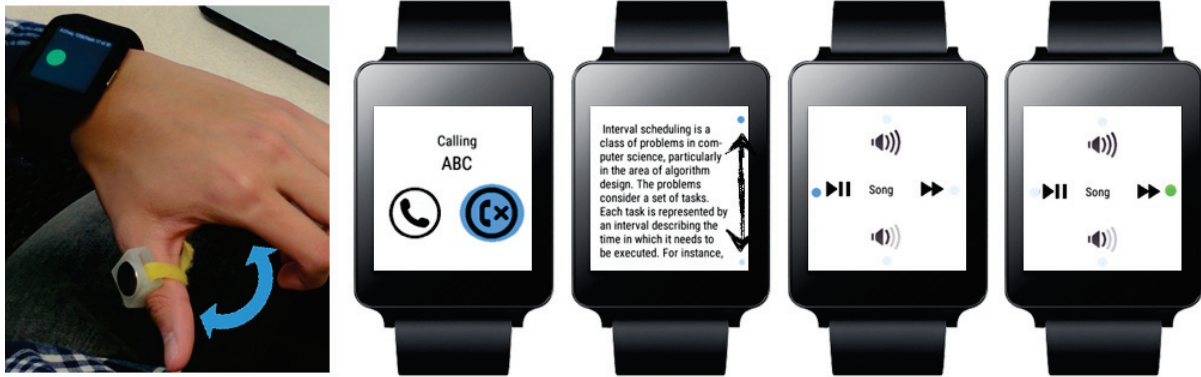 Calling
ABC
Interval scheduling is a
class of problems in com-
puter science, particularly
in the area of algorithm
design. The problems
consider a set of tasks.
Each task is represented by
an interval describing the
time in which it needs to
be executed. For instance,
Song
Song